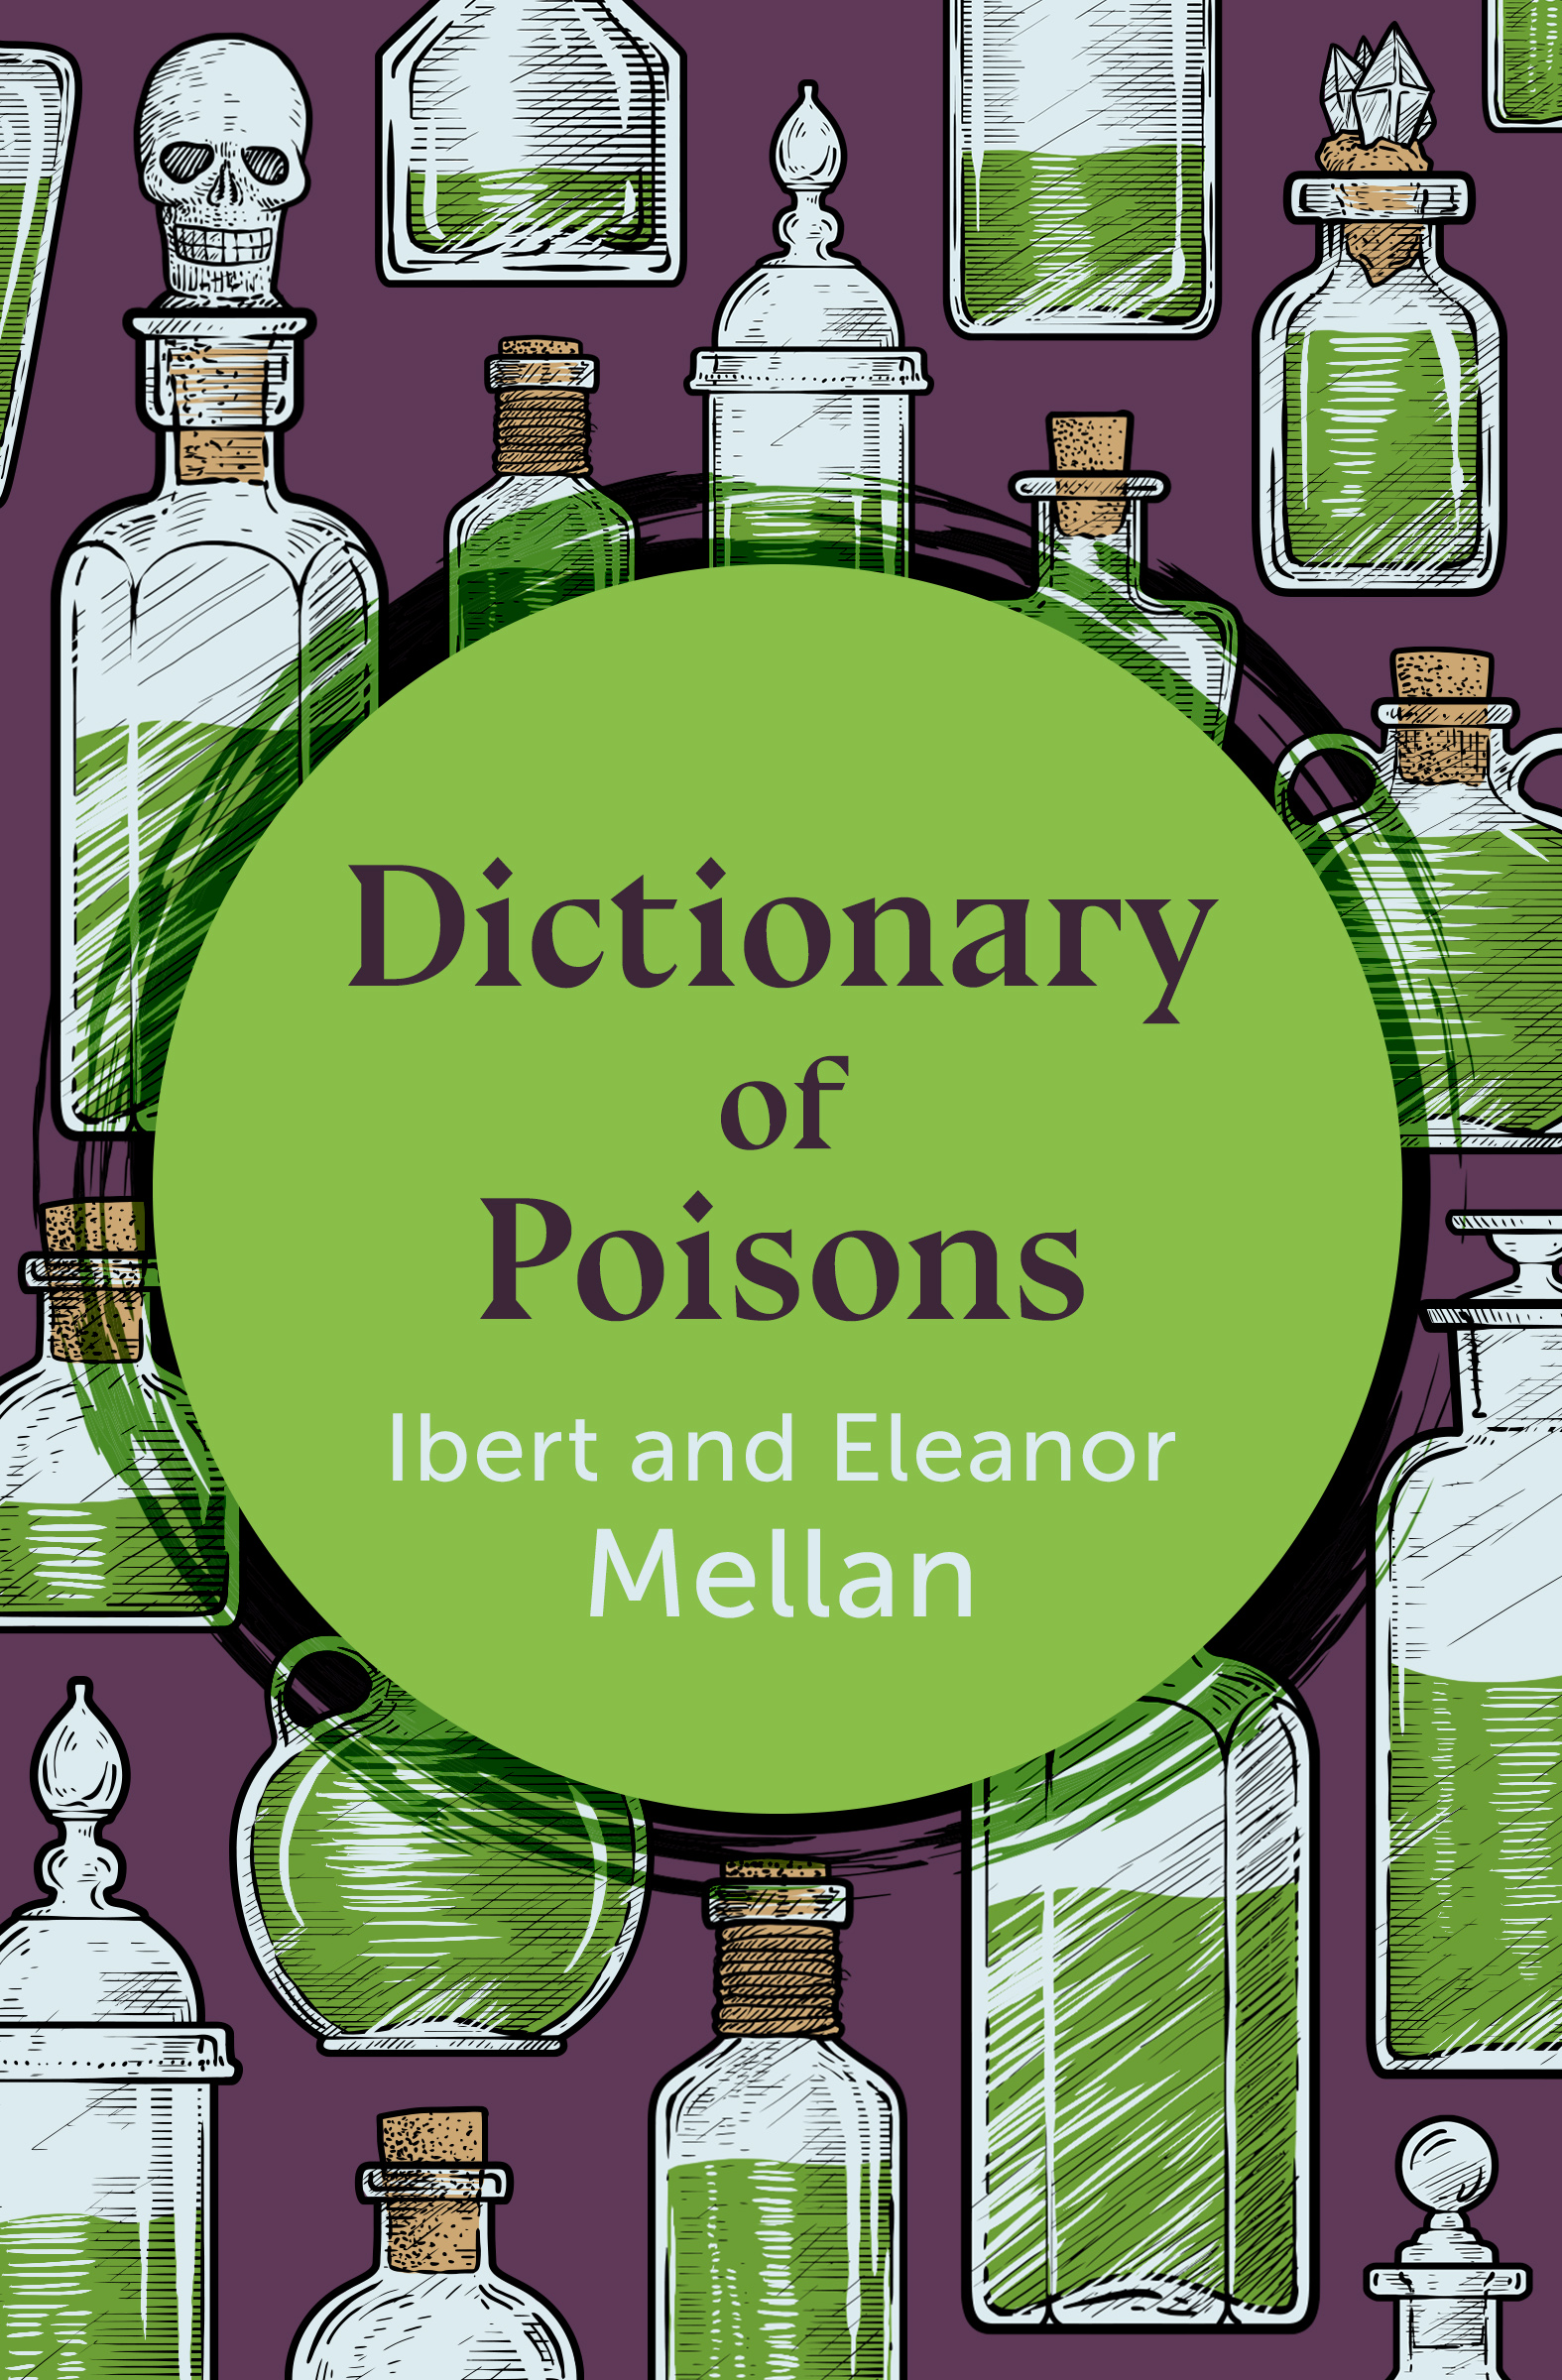 Dictionary
of
Poisons
Ibert and Eleanor
Mellan